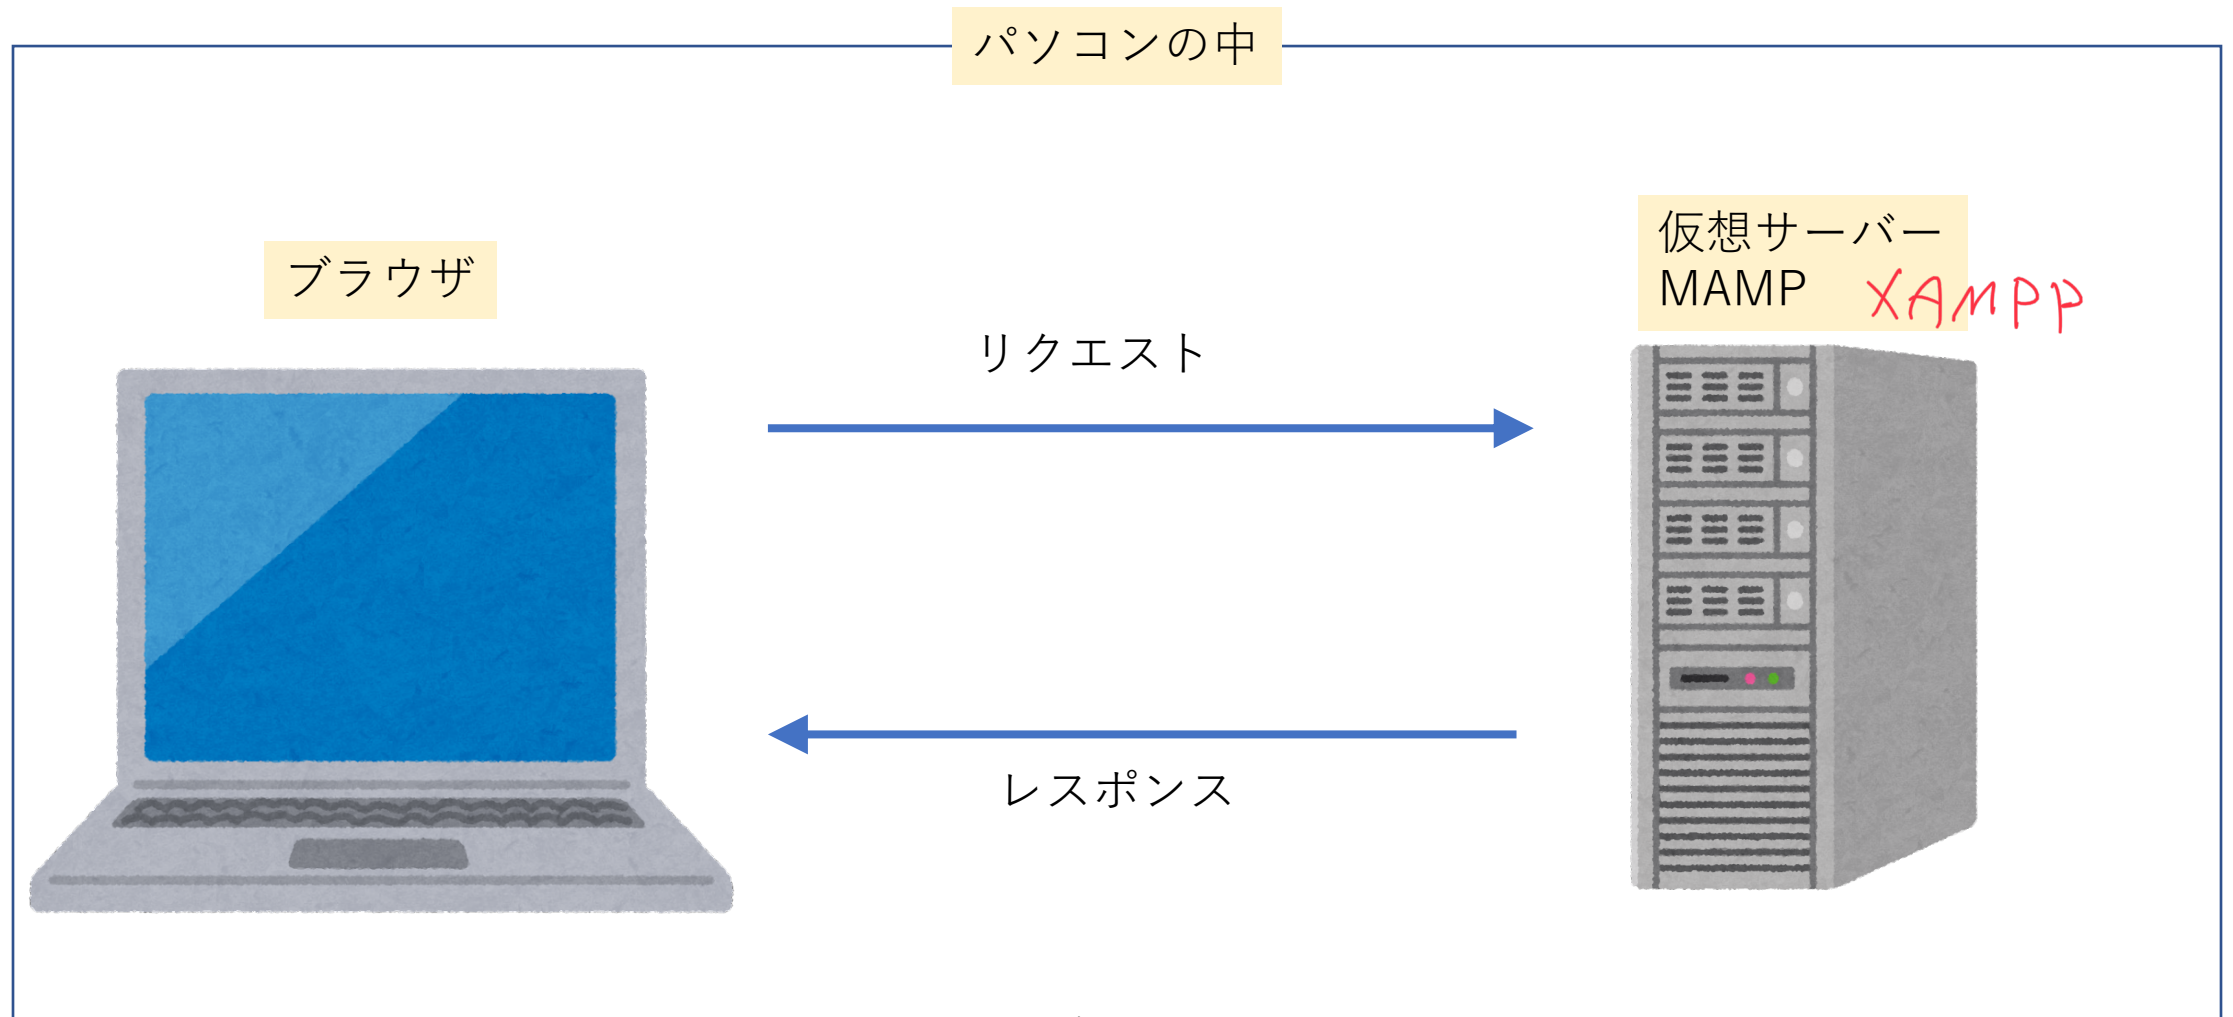 パソコンの中
仮想サーバー
MAMP XAMPP
ブラウザ
リクエスト
レスポンス